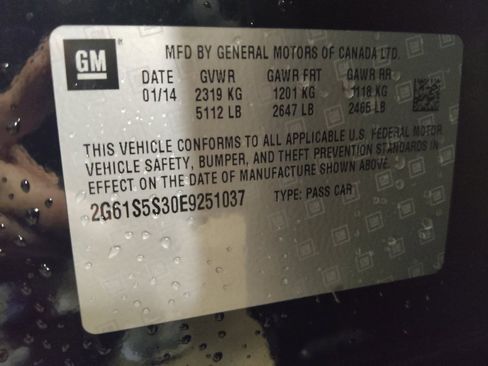 GM
MFD BY GENERAL MOTORS OF CANADA LTD.
DATE GVWR GAWR FRT GAWR RR
01/14 2319 KG 1201 KG 1118 KG
5112 LB 2647 LB 2465 LB
THIS VEHICLE CONFORMS TO ALL APPLICABLE U.S. FEDERAL MOTOR
VEHICLE SAFETY, BUMPER, AND THEFT PREVENTION STANDARDS IN
EFFECT ON THE DATE OF MANUFACTURE SHOWN ABOVE.
2G61S5S30E9251037 TYPE: PASS CAR